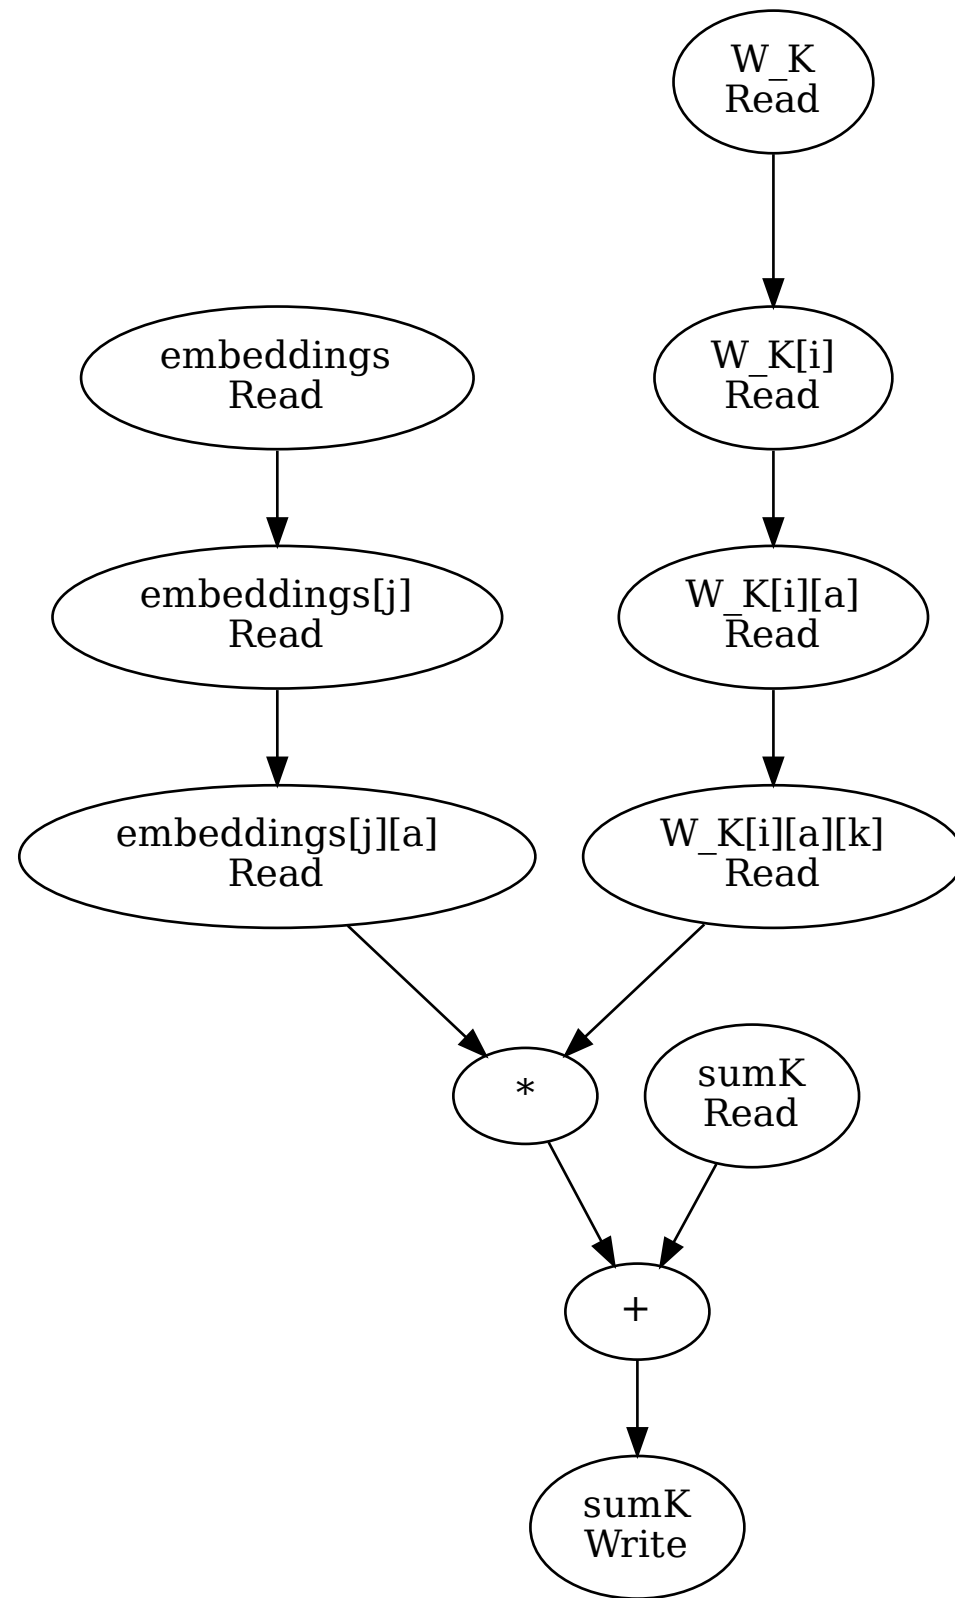 W_K
Read
embeddings
Read
W_K[i]
Read
embeddings[j]
Read
W_K[i][a]
Read
embeddings[j][a]
Read
W_K[i][a][k]
Read
*
sumK
Read
+
sumK
Write